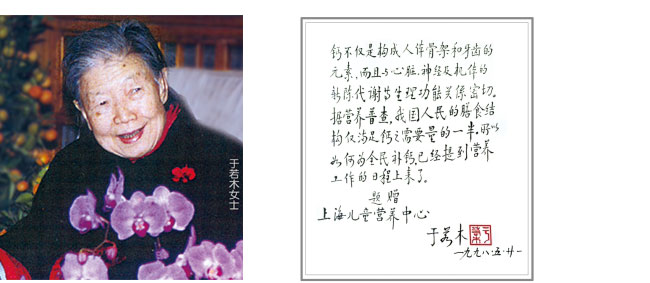 于若木女士
钙不仅是构成人体骨架和牙齿的
元素,而且与心脏、神经及机体的
新陈代谢等生理功能关系密切。
据营养普查,我国人民的膳食结
构仅满足钙之需要量的一半,所以
如何为全民补钙,已经提到营养
工作的日程上来了。
题赠
上海儿童营养中心
于若木
一九九八·五·廿一